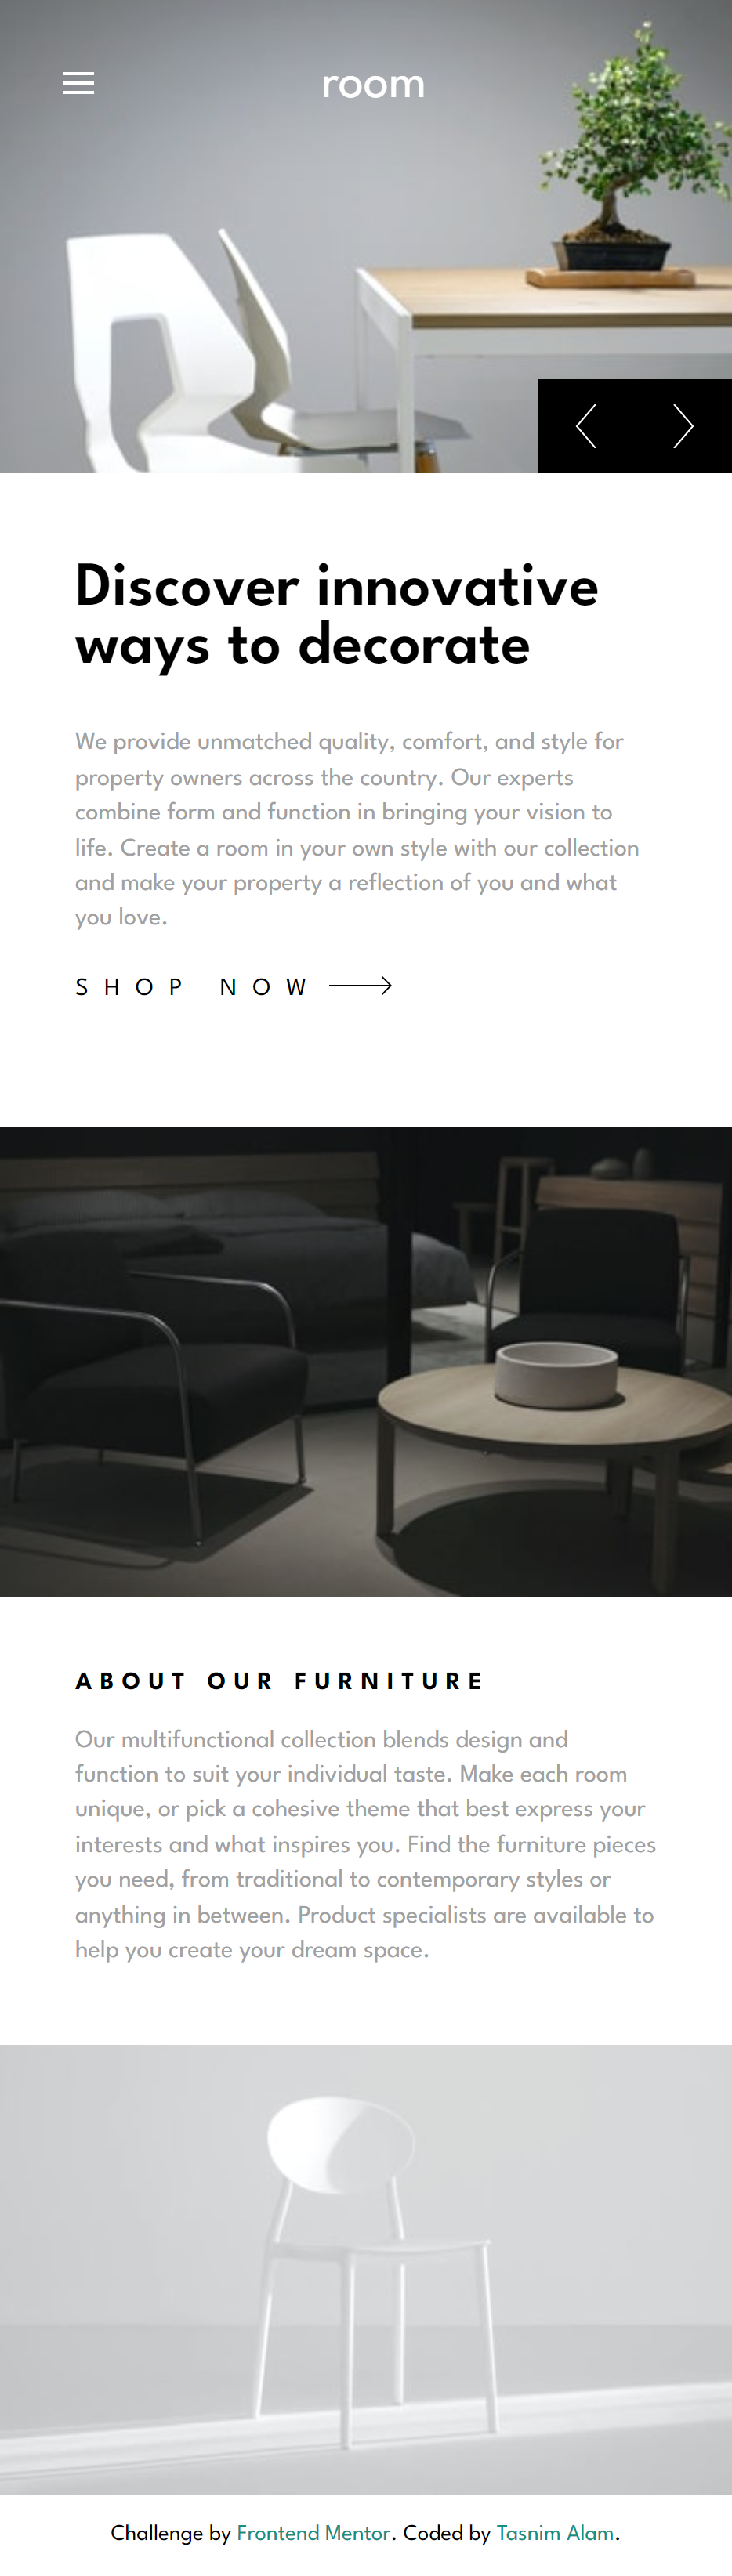 room
Discover innovative
ways to decorate
We provide unmatched quality, comfort, and style for
property owners across the country. Our experts
combine form and function in bringing your vision to
life. Create a room in your own style with our collection
and make your property a reflection of you and what
you love.
SHOP NOW
ABOUT OUR FURNITURE
Our multifunctional collection blends design and
function to suit your individual taste. Make each room
unique, or pick a cohesive theme that best express your
interests and what inspires you. Find the furniture pieces
you need, from traditional to contemporary styles or
anything in between. Product specialists are available to
help you create your dream space.
Challenge by Frontend Mentor. Coded by Tasnim Alam.